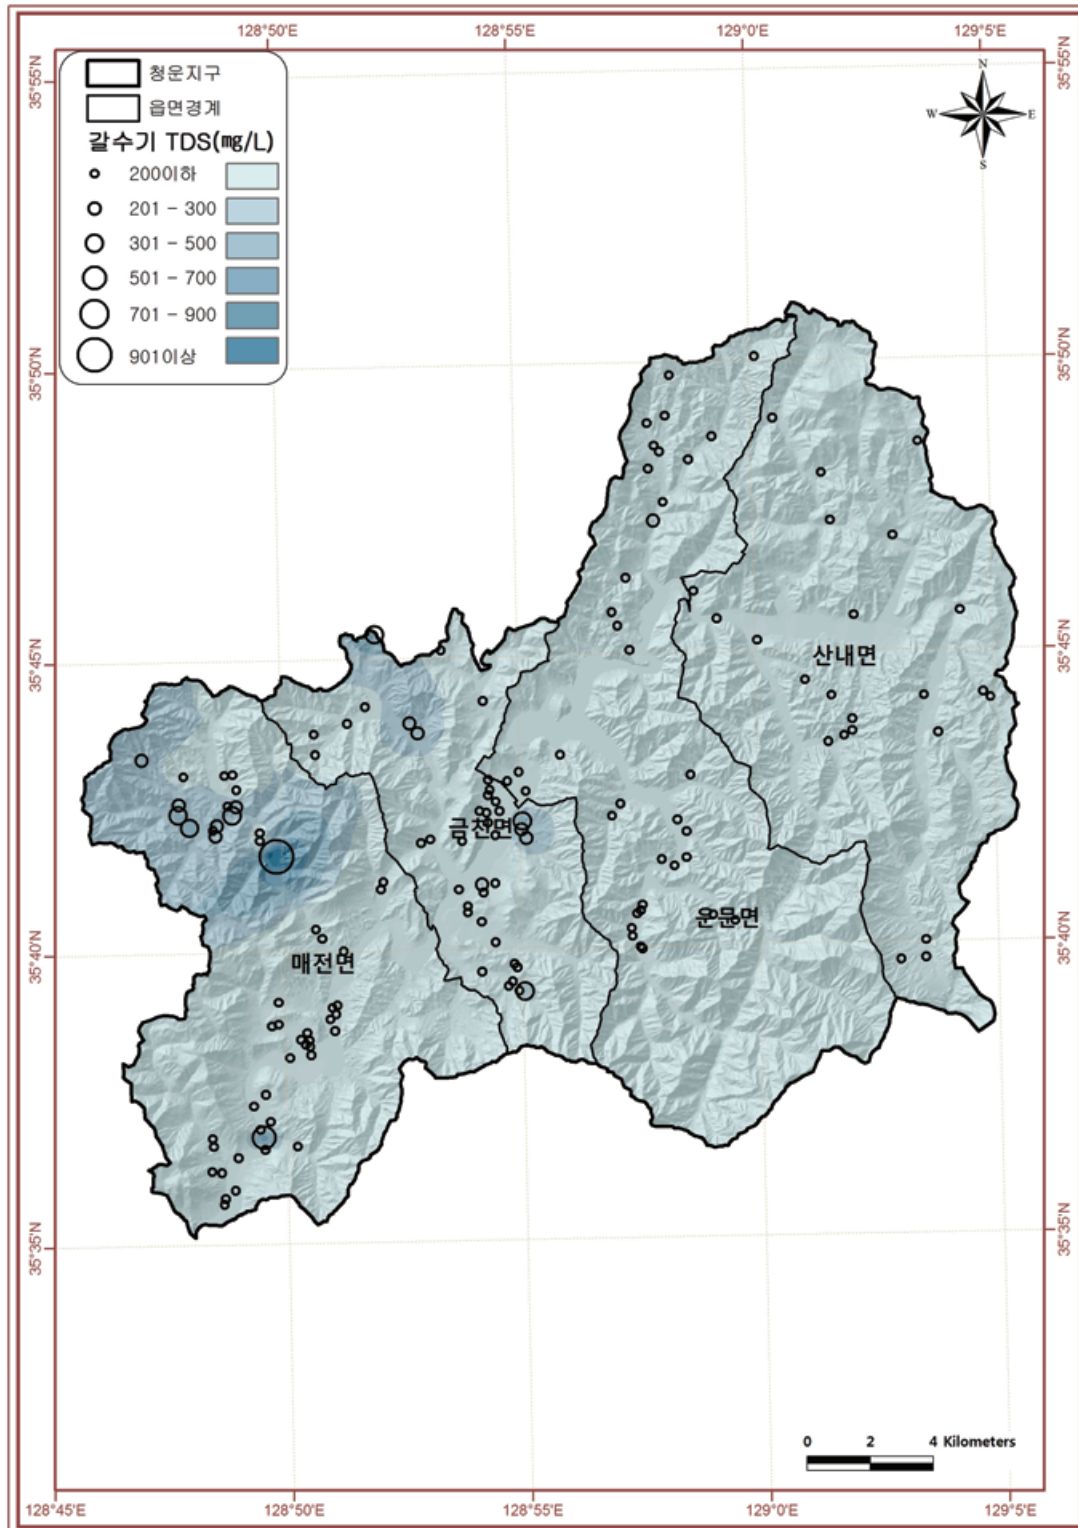 128°50'E 128°55'E 129°0'E 129°5'E
35°55'N 35°55'N
청운지구
읍면경계
갈수기 TDS(㎎/L)
200이하
201 - 300
301 - 500
501 - 700
701 - 900
901이상
N
W E
S
35°50'N 35°50'N
35°45'N 35°45'N
산내면
금천면
운문면
35°40'N 35°40'N
매전면
35°35'N 35°35'N
0 2 4 Kilometers
128°45'E 128°50'E 128°55'E 129°0'E 129°5'E